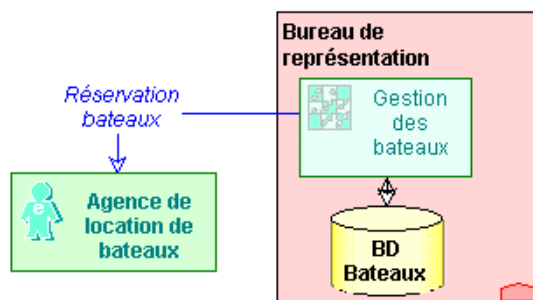 Bureau de
représentation
Réservation
bateaux
Gestion
des
bateaux
e
Agence de
location de
bateaux
BD
Bateaux